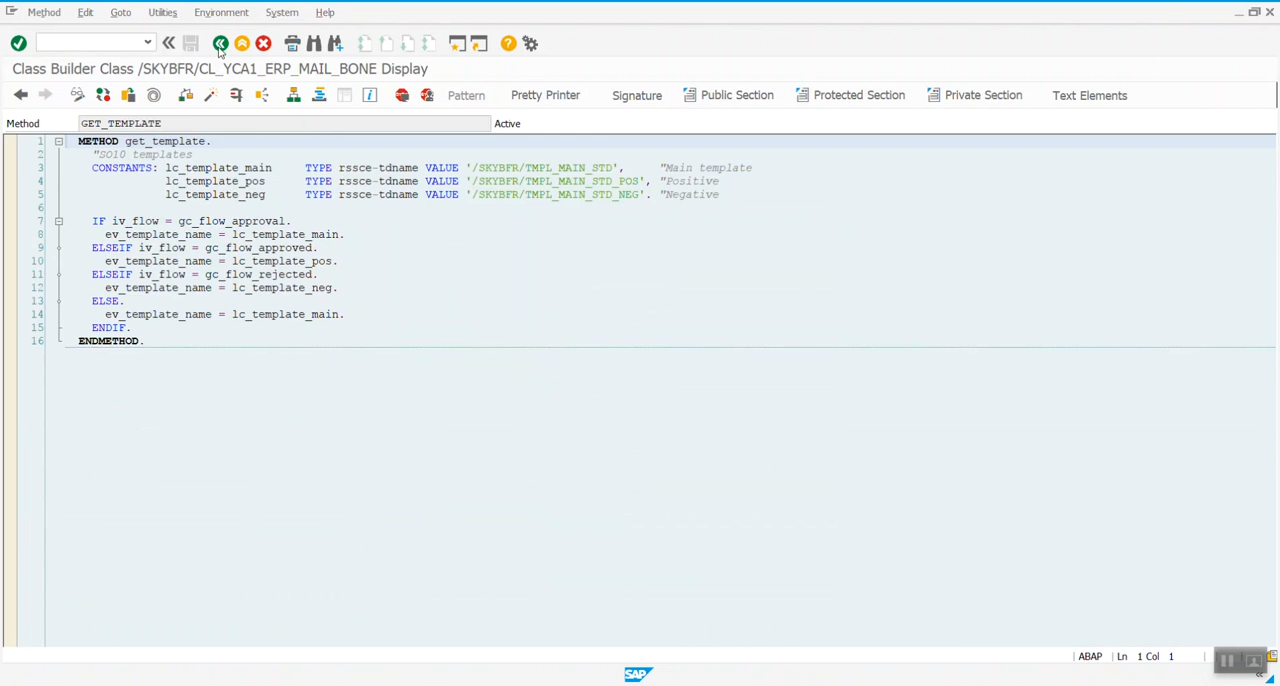 Method Edit Goto Utilities Environment System Help
Class Builder Class /SKYBFR/CL_YCA1_ERP_MAIL_BONE Display
Pattern Pretty Printer Signature Public Section Protected Section Private Section Text Elements
Method GET_TEMPLATE Active
1 METHOD get_template.
2 "SO10 templates
3 CONSTANTS: lc_template_main TYPE rssce-tdname VALUE '/SKYBFR/TMPL_MAIN_STD', "Main template
4 lc_template_pos TYPE rssce-tdname VALUE '/SKYBFR/TMPL_MAIN_STD_POS', "Positive
5 lc_template_neg TYPE rssce-tdname VALUE '/SKYBFR/TMPL_MAIN_STD_NEG'. "Negative
6
7 IF iv_flow = gc_flow_approval.
8 ev_template_name = lc_template_main.
9 ELSEIF iv_flow = gc_flow_approved.
10 ev_template_name = lc_template_pos.
11 ELSEIF iv_flow = gc_flow_rejected.
12 ev_template_name = lc_template_neg.
13 ELSE.
14 ev_template_name = lc_template_main.
15 ENDIF.
16 ENDMETHOD.
ABAP Ln 1 Col 1
SAP